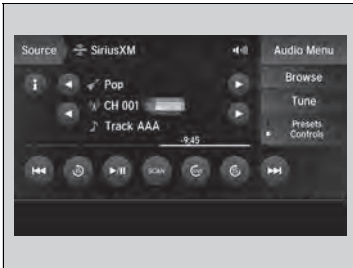 Source
SiriusXM
Audio Menu
Pop
Browse
CH 001
Tune
Track AAA
Presets
Controls
-9:45
SCAN